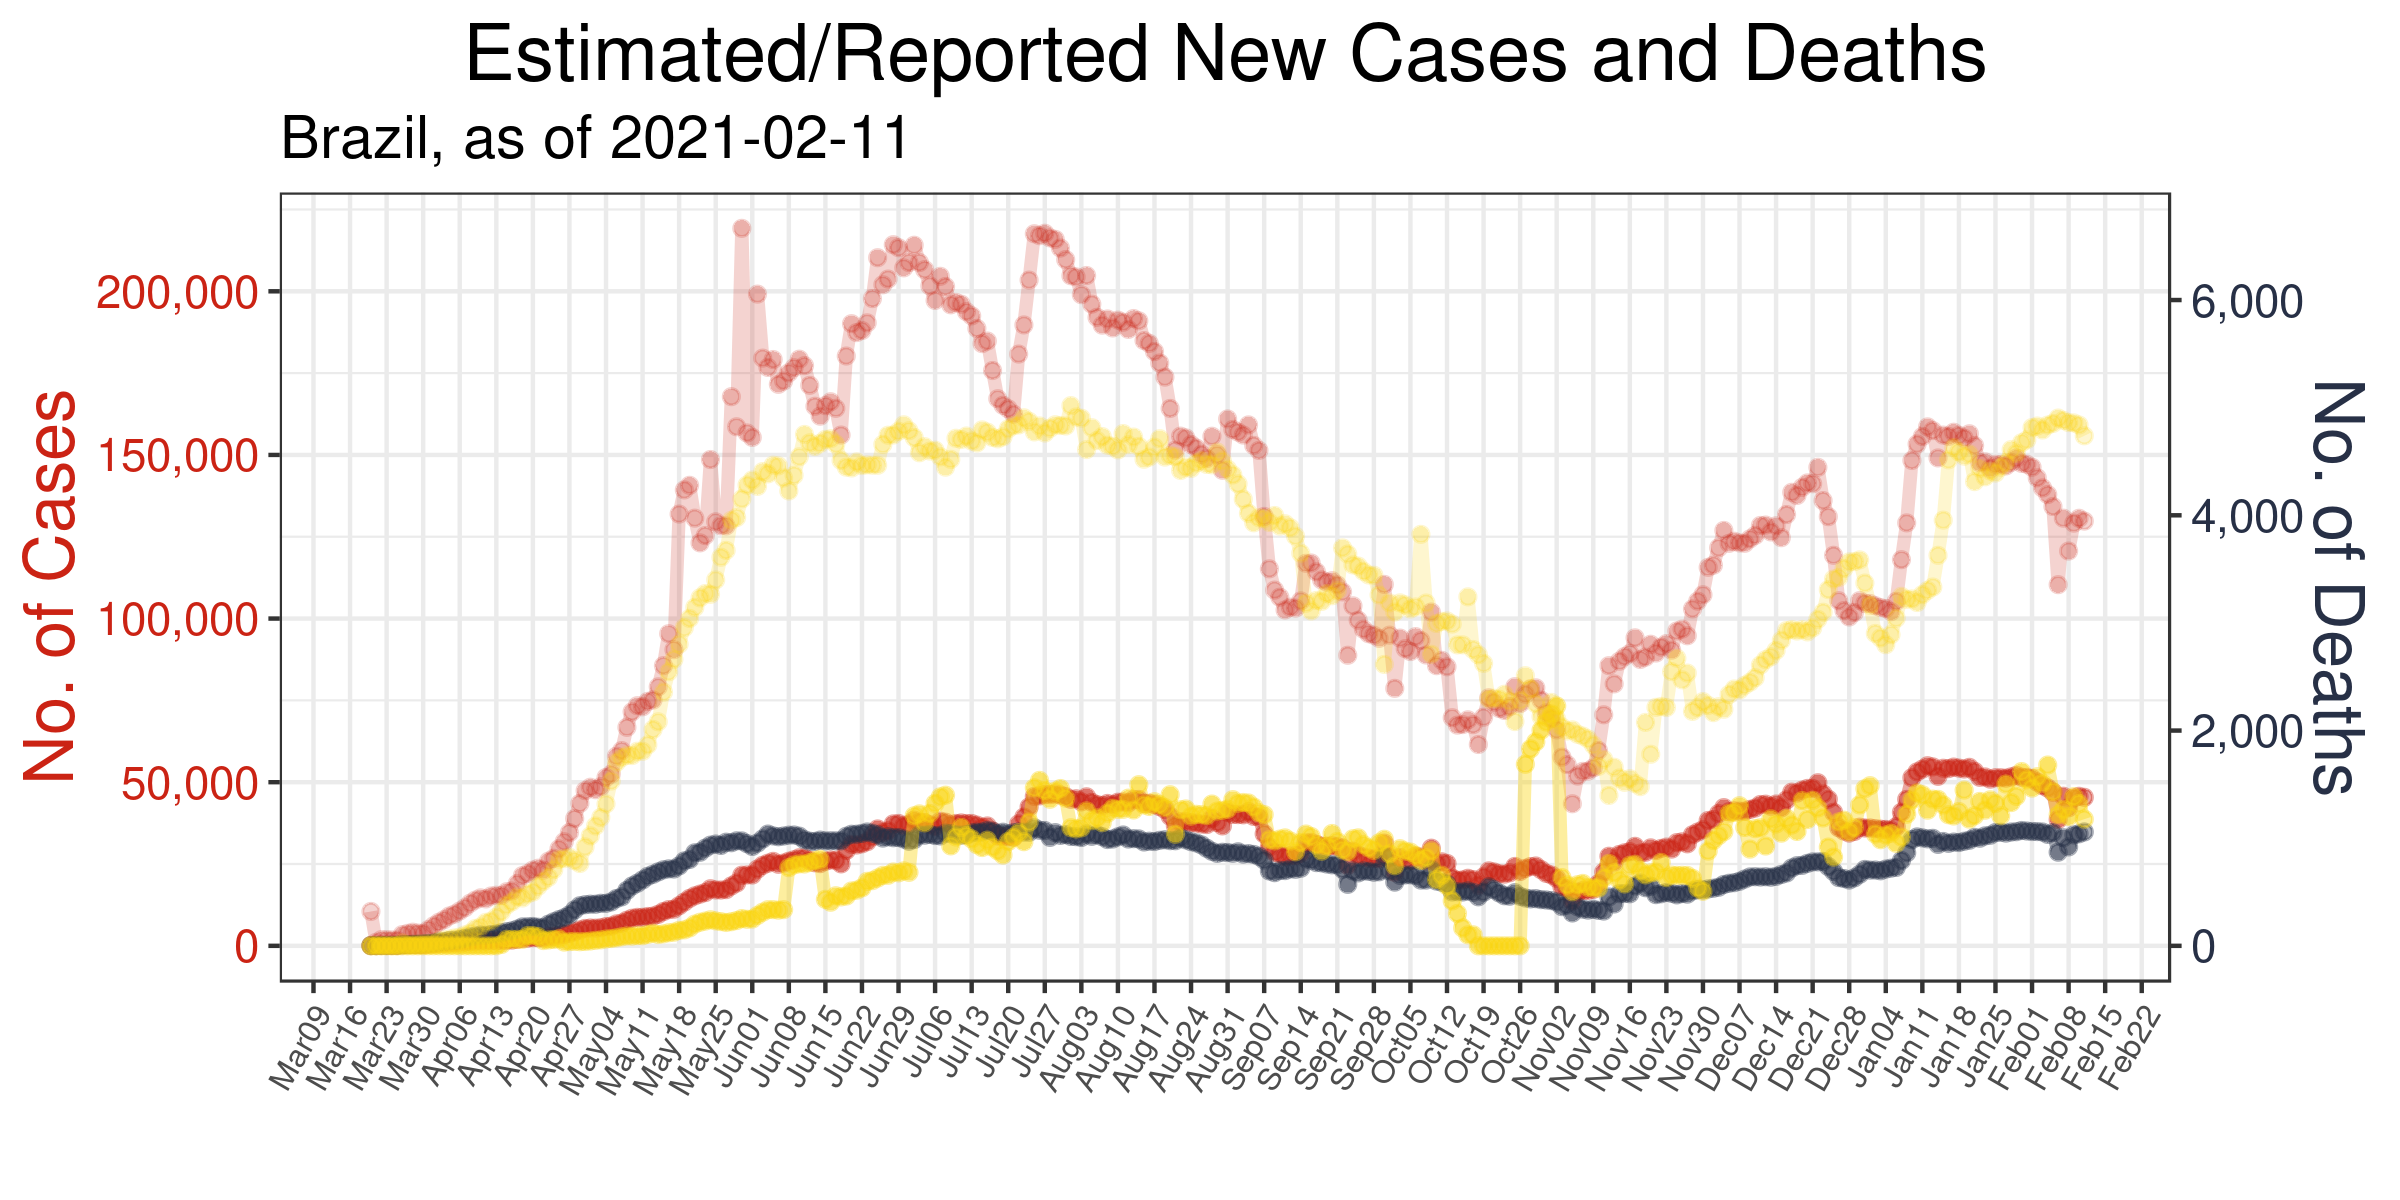 Estimated/Reported New Cases and Deaths
Brazil, as of 2021-02-11
No. of Cases
200,000
150,000
100,000
50,000
0
6,000
4,000
2,000
0
No. of Deaths
Mar09
Mar16
Mar23
Mar30
Apr06
Apr13
Apr20
Apr27
May04
May11
May18
May25
Jun01
Jun08
Jun15
Jun22
Jun29
Jul06
Jul13
Jul20
Jul27
Aug03
Aug10
Aug17
Aug24
Aug31
Sep07
Sep14
Sep21
Sep28
Oct05
Oct12
Oct19
Oct26
Nov02
Nov09
Nov16
Nov23
Nov30
Dec07
Dec14
Dec21
Dec28
Jan04
Jan11
Jan18
Jan25
Feb01
Feb08
Feb15
Feb22